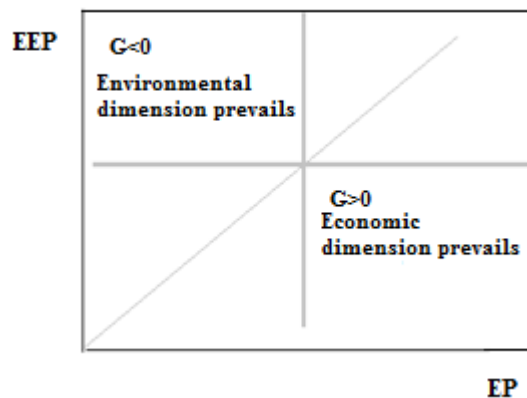 EEP
G<0
Environmental
dimension prevails
G>0
Economic
dimension prevails
EP